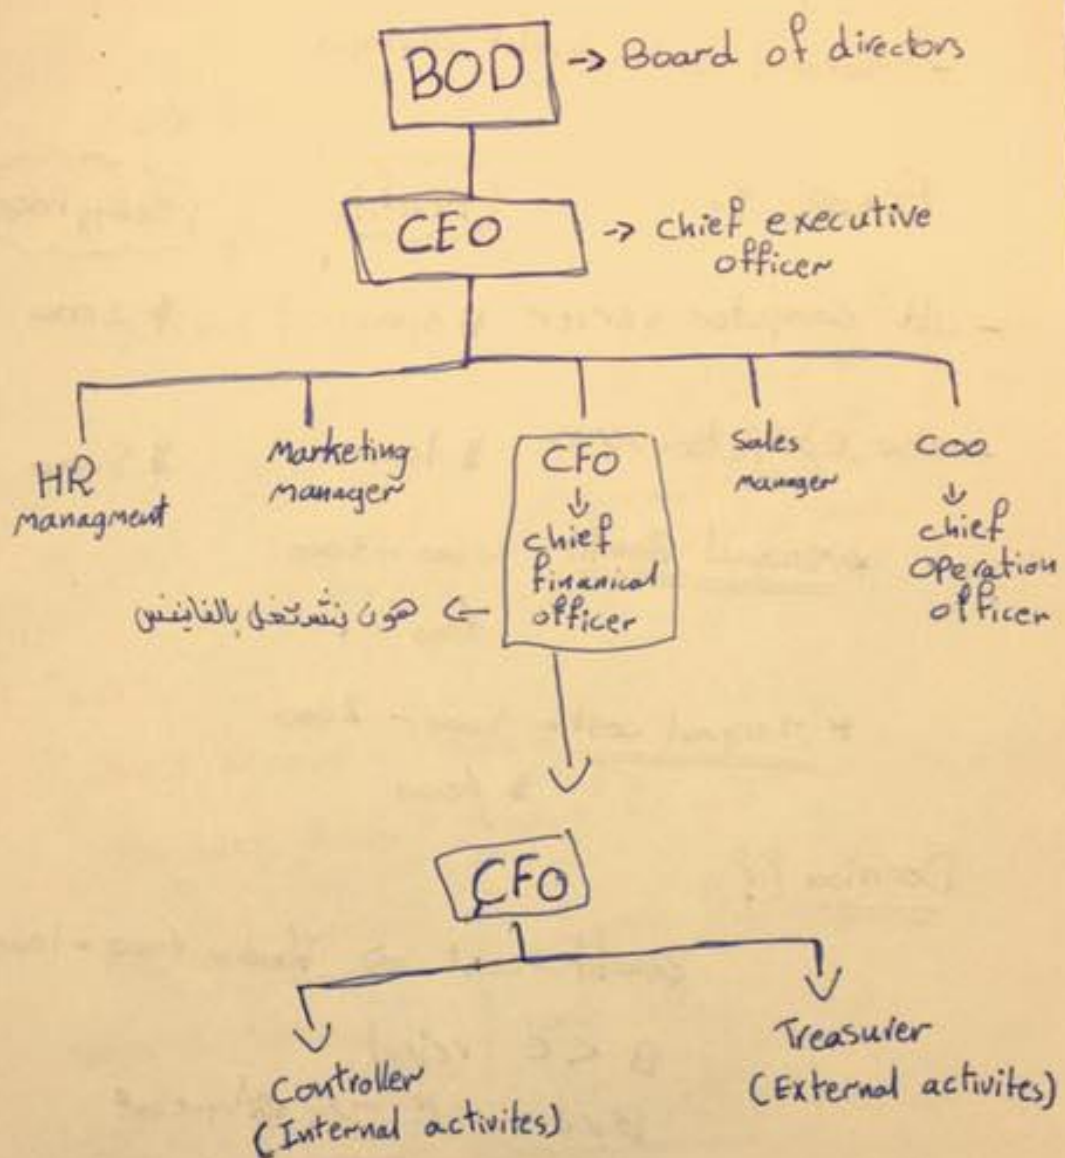 BOD → Board of directors
CEO → chief executive
officer
HR
managment
Marketing
manager
CFO
↓
chief
financial
officer
هون نشتغل بالفاينس ←
Sales
manager
COO
↓
chief
operation
officer
CFO
Controller
(Internal activites)
Treasurer
(External activites)